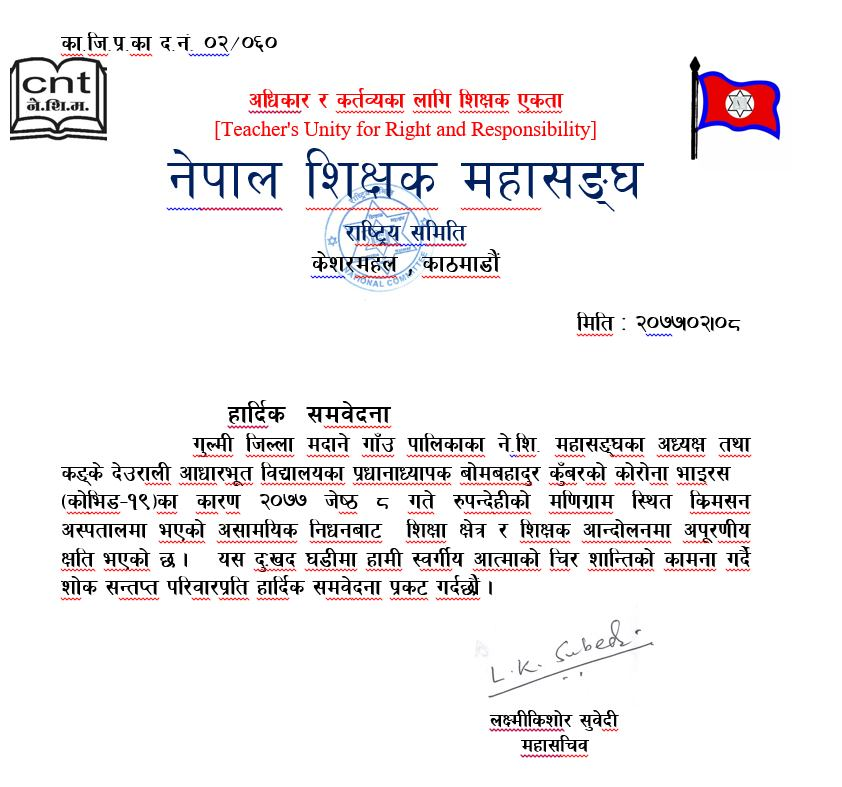 का.जि.प्र.का द.नं. ०२/०६०
cnt
ने.शि.म.
अधिकार र कर्तव्यका लागि शिक्षक एकता
[Teacher's Unity for Right and Responsibility]
नेपाल शिक्षक महासङ्घ
राष्ट्रिय समिति
NATIONAL COMMITTEE
केशरमहल , काठमाडौं
मिति : २०७७।०२।०८
हार्दिक समवेदना
गुल्मी जिल्ला मदाने गाँउ पालिकाका ने.शि. महासङ्घका अध्यक्ष तथा
कड्के देउराली आधारभूत विद्यालयका प्रधानाध्यापक बोमबहादुर कुँबरको कोरोना भाइरस
(कोभिड-१९)का कारण २०७७ जेष्ठ ८ गते रुपन्देहीको मणिग्राम स्थित क्रिमसन
अस्पतालमा भएको असामयिक निधनबाट शिक्षा क्षेत्र र शिक्षक आन्दोलनमा अपूरणीय
क्षति भएको छ । यस दुःखद घडीमा हामी स्वर्गीय आत्माको चिर शान्तिको कामना गर्दै
शोक सन्तप्त परिवारप्रति हार्दिक समवेदना प्रकट गर्दछौं ।
L.K. Subedi
लक्ष्मीकिशोर सुवेदी
महासचिव